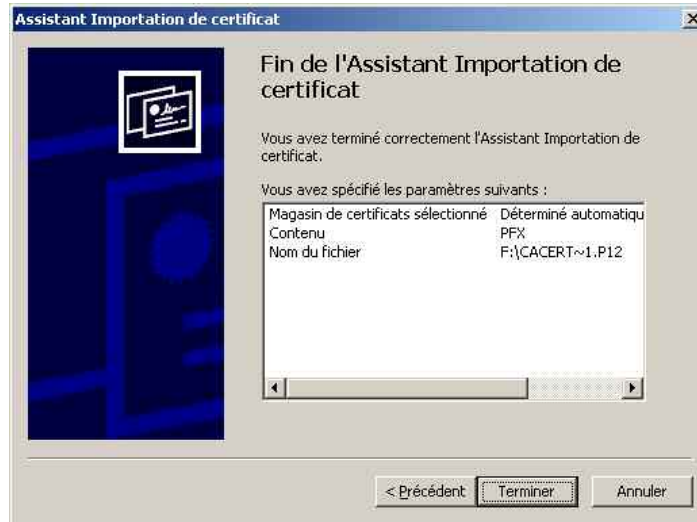 Assistant Importation de certificat
Fin de l'Assistant Importation de
certificat
Vous avez terminé correctement l'Assistant Importation de
certificat.
Vous avez spécifié les paramètres suivants :
Magasin de certificats sélectionné Déterminé automatiqu
Contenu PFX
Nom du fichier F:\CACERT~1.P12
< Précédent Terminer Annuler